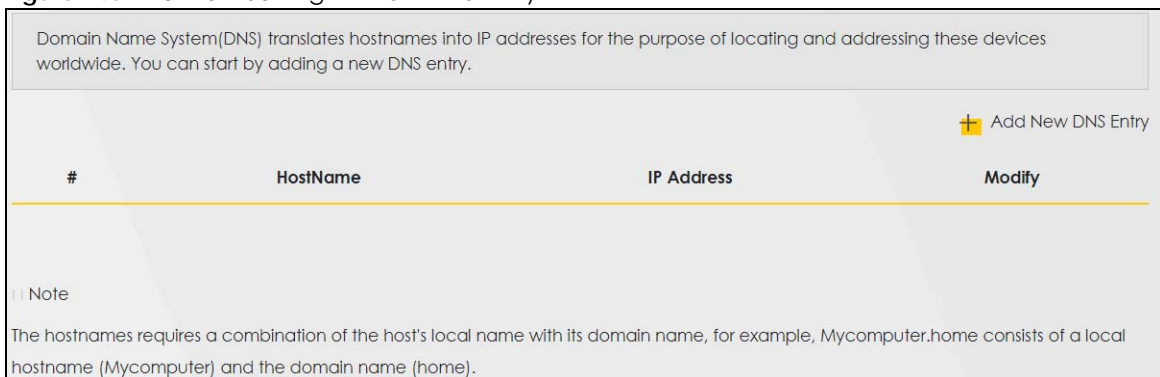 Domain Name System(DNS) translates hostnames into IP addresses for the purpose of locating and addressing these devices
worldwide. You can start by adding a new DNS entry.
Add New DNS Entry
# HostName IP Address Modify
Note
The hostnames requires a combination of the host's local name with its domain name, for example, Mycomputer.home consists of a local
hostname (Mycomputer) and the domain name (home).